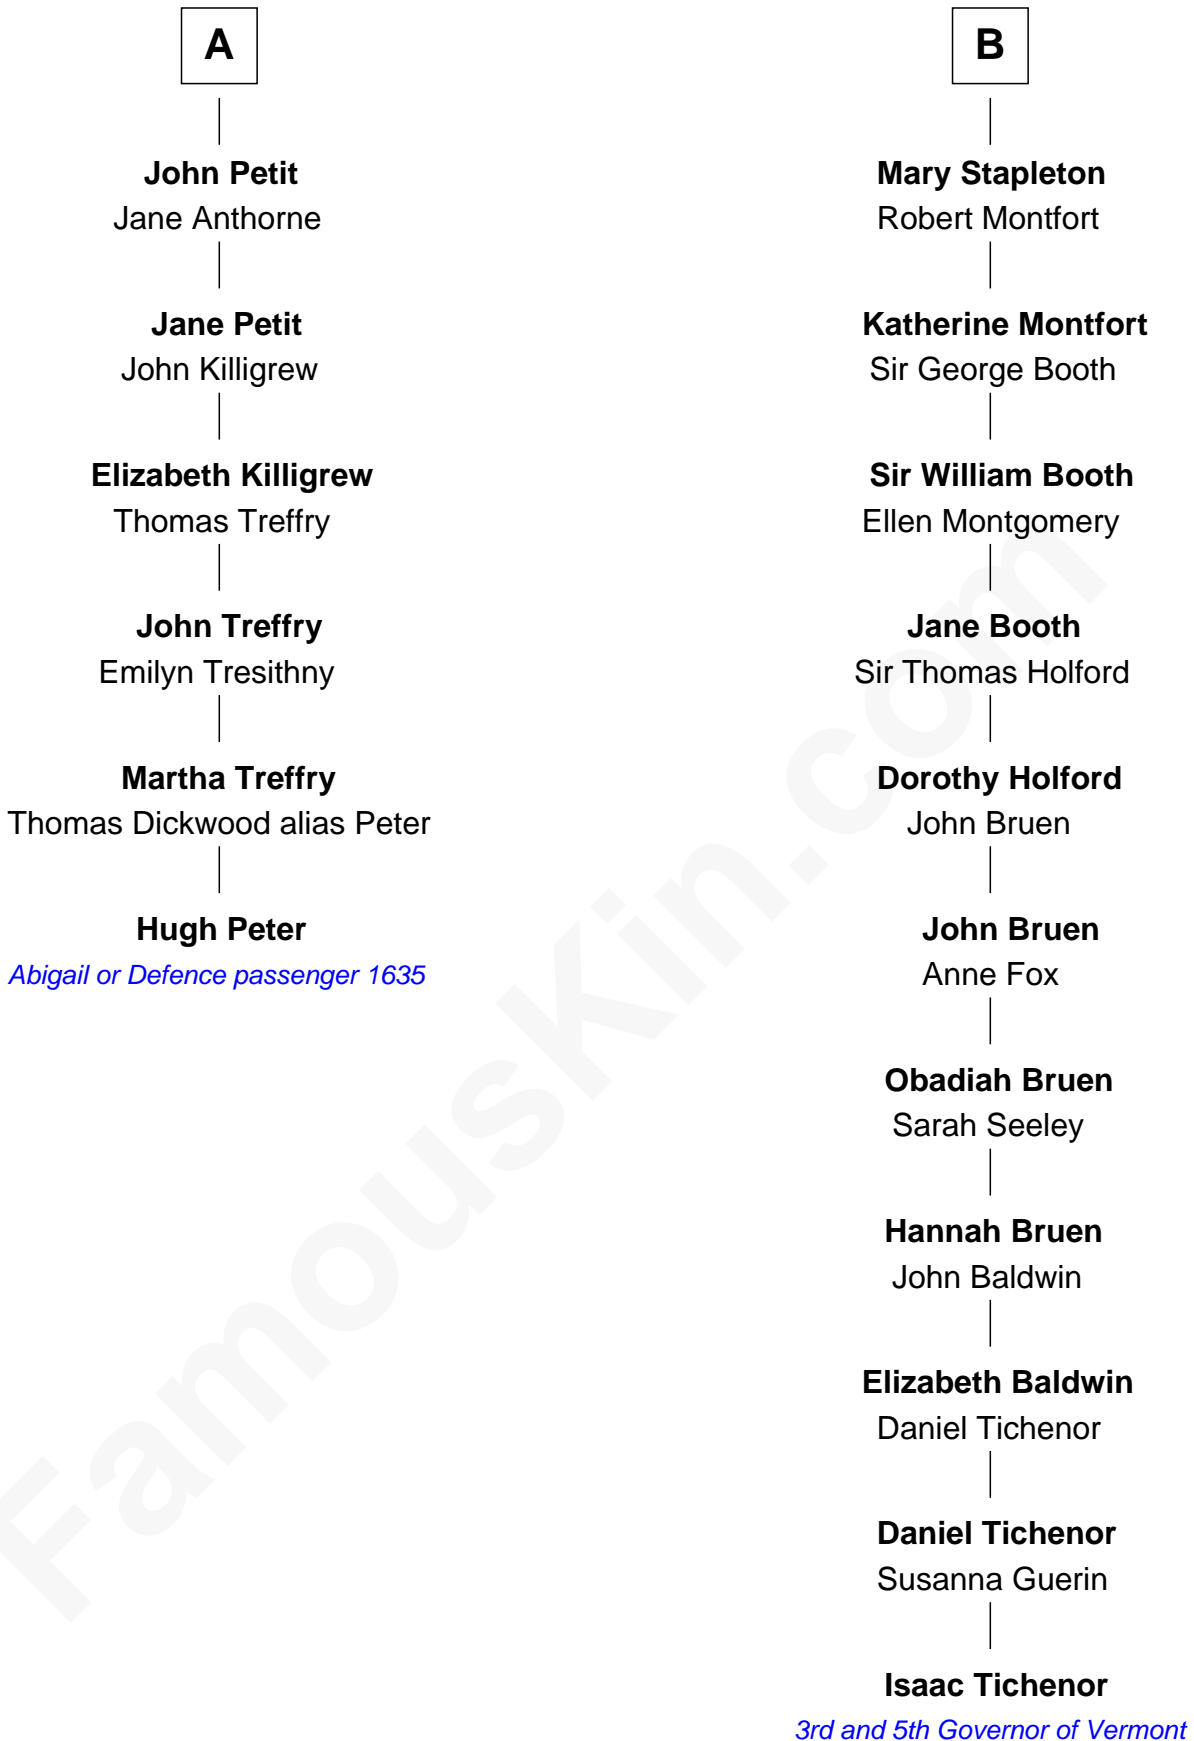 A
John Petit
Jane Anthorne
Jane Petit
John Killigrew
Elizabeth Killigrew
Thomas Treffry
John Treffry
Emilyn Tresithny
Martha Treffry
Thomas Dickwood alias Peter
Hugh Peter
Abigail or Defence passenger 1635
B
Mary Stapleton
Robert Montfort
Katherine Montfort
Sir George Booth
Sir William Booth
Ellen Montgomery
Jane Booth
Sir Thomas Holford
Dorothy Holford
John Bruen
John Bruen
Anne Fox
Obadiah Bruen
Sarah Seeley
Hannah Bruen
John Baldwin
Elizabeth Baldwin
Daniel Tichenor
Daniel Tichenor
Susanna Guerin
Isaac Tichenor
3rd and 5th Governor of Vermont
FamousKin.com